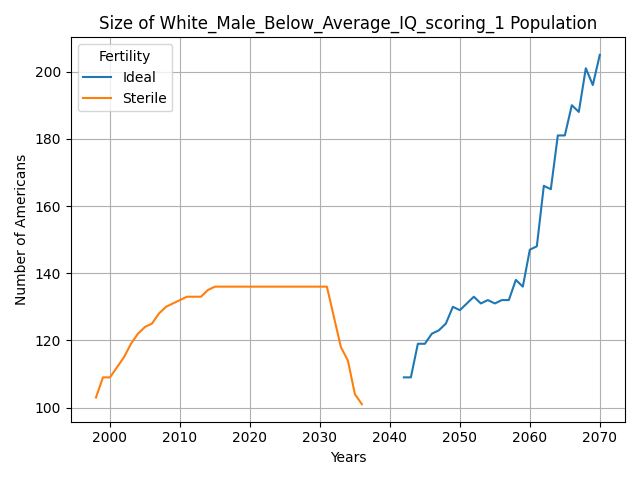 Size of White_Male_Below_Average_IQ_scoring_1 Population
Fertility
Ideal
Sterile
Number of Americans
200
180
160
140
120
100
2000
2010
2020
2030
2040
2050
2060
2070
Years